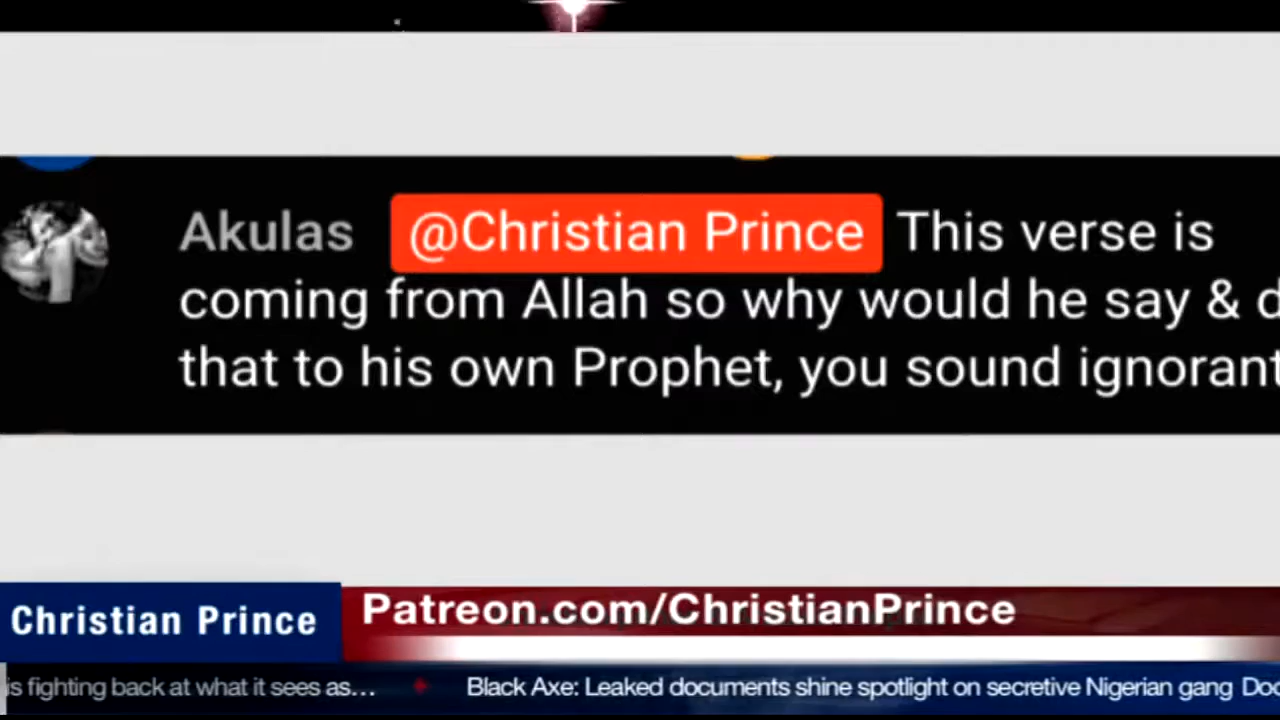 Akulas @Christian Prince This verse is
coming from Allah so why would he say & d
that to his own Prophet, you sound ignorant
Christian Prince
Patreon.com/ChristianPrince
is fighting back at what it sees as... Black Axe: Leaked documents shine spotlight on secretive Nigerian gang Doc